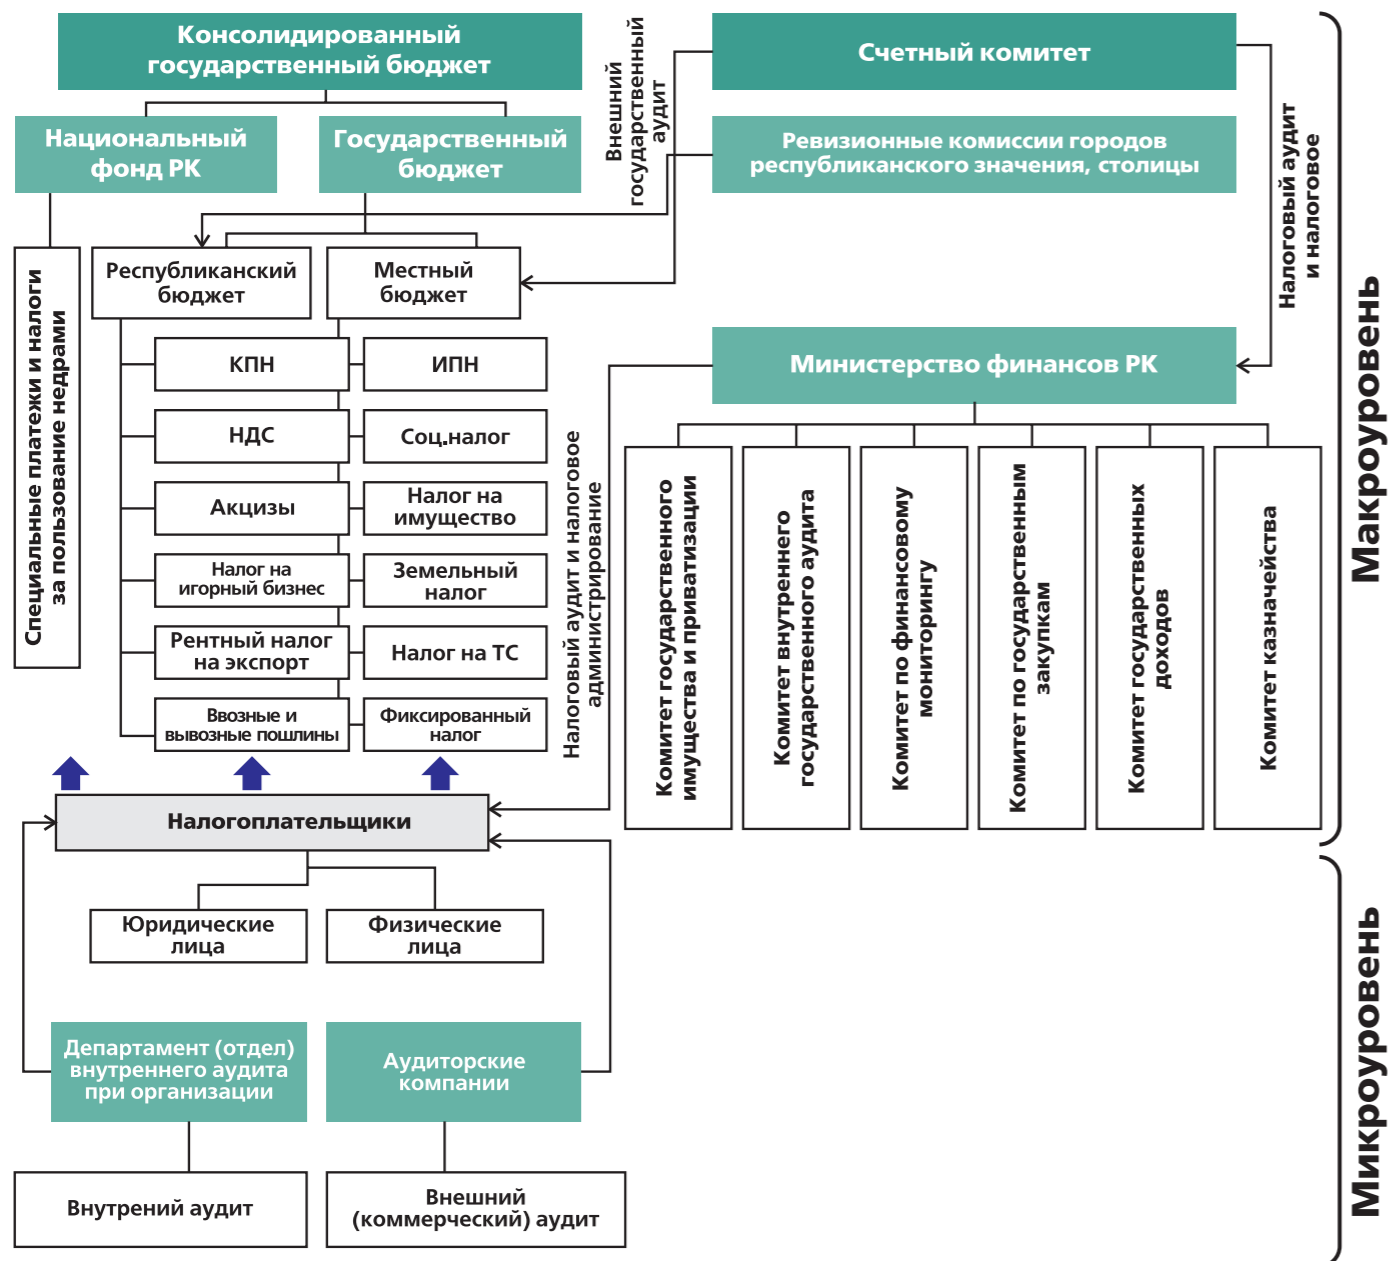 Консолидированный
государственный бюджет
Счетный комитет
Национальный
фонд РК
Государственный
бюджет
Внешний
государственный
аудит
Ревизионные комиссии городов
республиканского значения, столицы
Налоговый аудит
и налоговое
Специальные платежи и налоги
за пользование недрами
Республиканский
бюджет
Местный
бюджет
КПН
ИПН
НДС
Соц.налог
Акцизы
Налог на
имущество
Налог на
игорный бизнес
Земельный
налог
Рентный налог
на экспорт
Налог на ТС
Ввозные и
вывозные пошлины
Фиксированный
налог
Налоговый аудит и налоговое
администрирование
Министерство финансов РК
Комитет государственного
имущества и приватизации
Комитет внутреннего
государственного аудита
Комитет по финансовому
мониторингу
Комитет по государственным
закупкам
Комитет государственных
доходов
Комитет казначейства
Макроуровень
Налогоплательщики
Юридические
лица
Физические
лица
Департамент (отдел)
внутреннего аудита
при организации
Аудиторские
компании
Внутрений аудит
Внешний
(коммерческий) аудит
Микроуровень